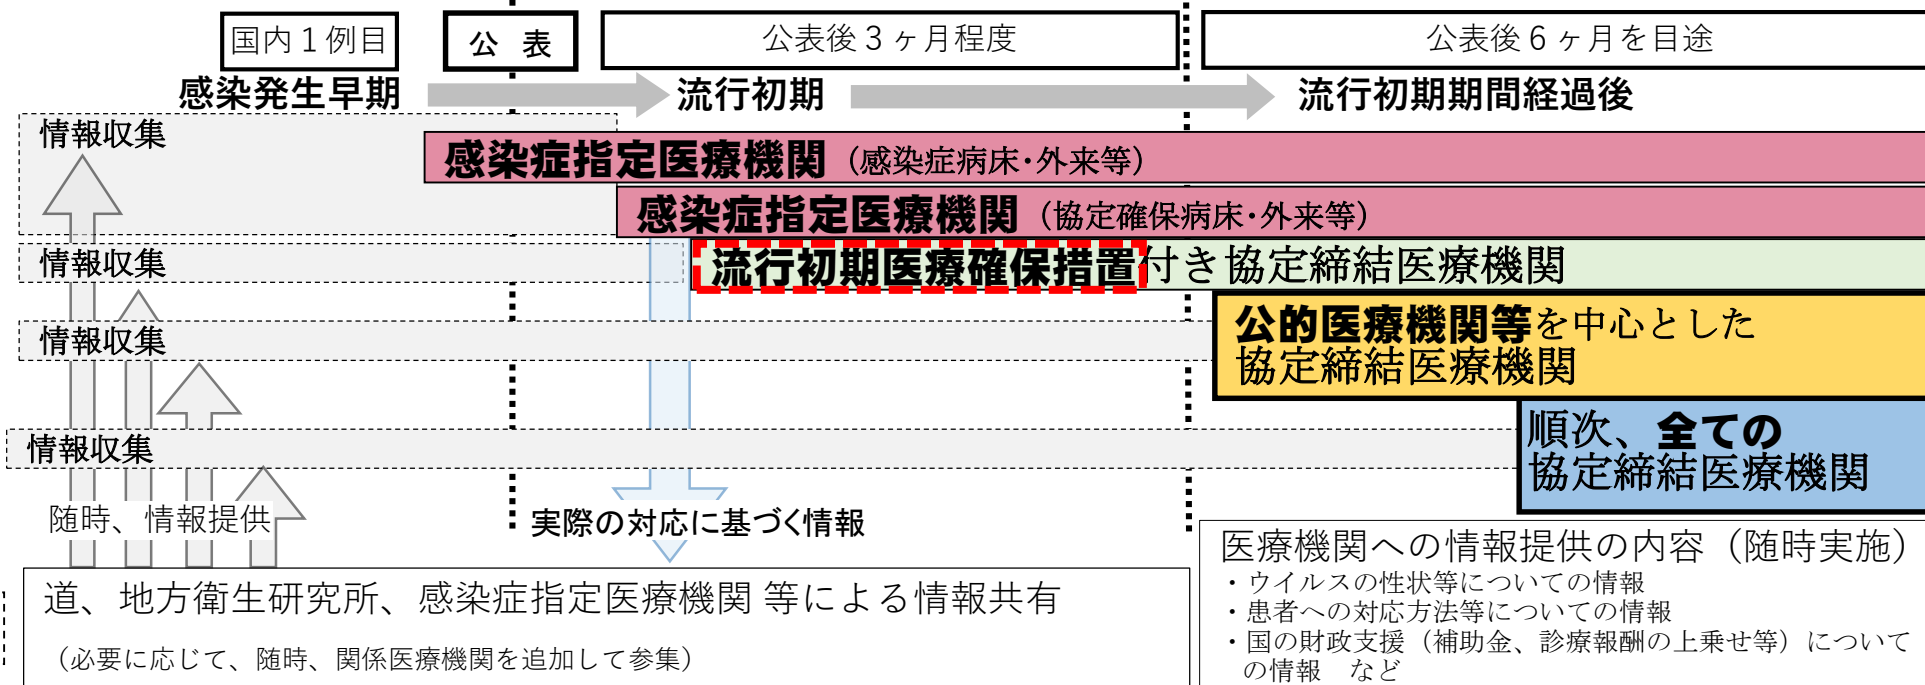 国内１例目
公 表
公表後３ヶ月程度
公表後６ヶ月を目途
感染発生早期
流行初期
流行初期期間経過後
情報収集
感染症指定医療機関（感染症病床・外来等）
感染症指定医療機関（協定確保病床・外来等）
情報収集
流行初期医療確保措置付き協定締結医療機関
情報収集
公的医療機関等を中心とした
協定締結医療機関
情報収集
順次、全ての
協定締結医療機関
随時、情報提供
実際の対応に基づく情報
道、地方衛生研究所、感染症指定医療機関 等による情報共有
（必要に応じて、随時、関係医療機関を追加して参集）
医療機関への情報提供の内容（随時実施）
・ウイルスの性状等についての情報
・患者への対応方法等についての情報
・国の財政支援（補助金、診療報酬の上乗せ等）について
の情報　など